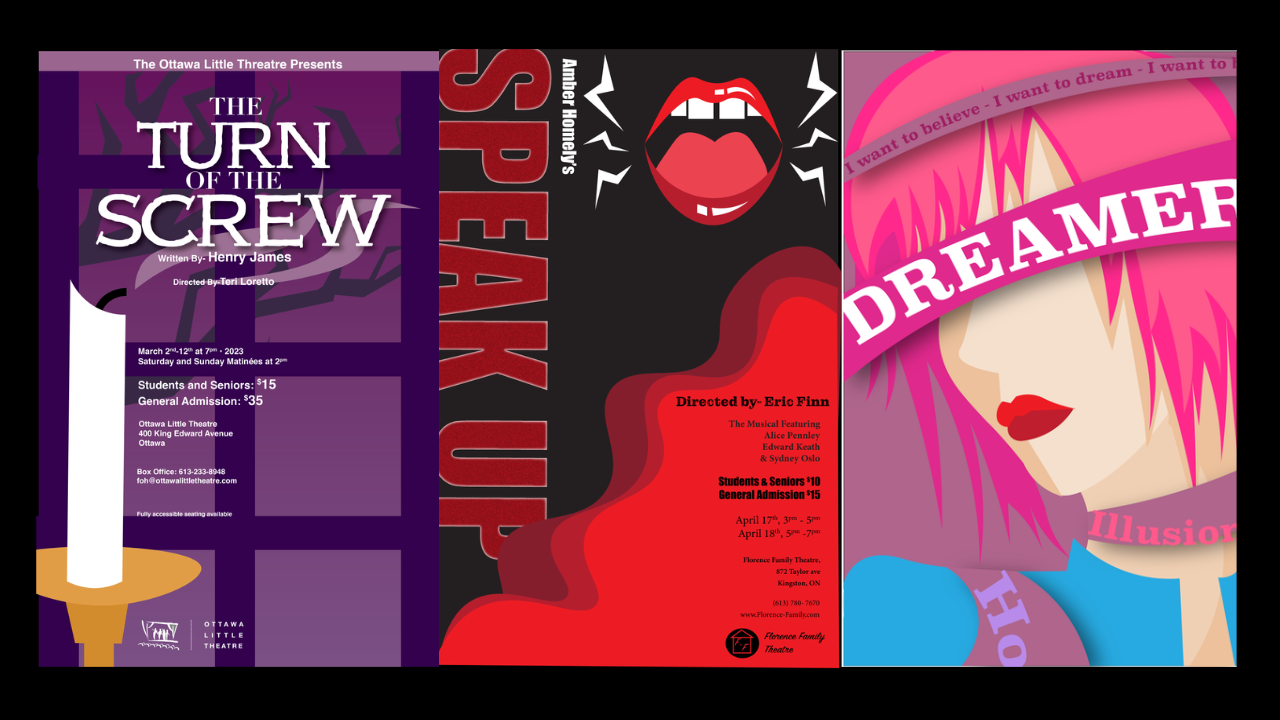 The Ottawa Little Threatre Presents
THE
TURN
OF THE
SCREW
Written By- Henry James
Directed By-Teri Loretto
March 2nd-12th at 7pm • 2023
Saturday and Sunday Matinées at 2pm
Students and Seniors: $15
General Admission: $35
Ottawa Little Theatre
400 King Edward Avenue
Ottawa
Box Office: 613-233-8948
foh@ottawalittletheatre.com
Fully accessible seating available
OTTAWA
LITTLE
THEATRE
SPEAK UP
Amber Homely's
Directed by- Eric Finn
The Musical Featuring
Alice Pennley
Edward Keath
& Sydney Oslo
Students & Seniors $10
General Admission $15
April 17th, 3pm - 5pm
April 18th, 5pm -7pm
Florence Family Theatre,
872 Taylor ave
Kingston, ON
(613) 786- 7670
www.Florence-Family.com
Florence Family
Theatre
I want to believe - I want to dream - I want to b
DREAMER
Illusion
Ho